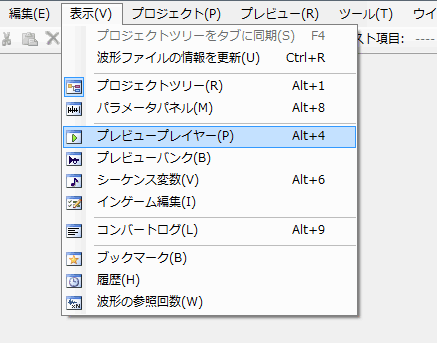 編集(E) 表示(V) プロジェクト(P) プレビュー(R) ツール(T) ウイ
スト項目: ----
プロジェクトツリーをタブに同期(S) F4
波形ファイルの情報を更新(U) Ctrl+R
プロジェクトツリー(R) Alt+1
パラメータパネル(M) Alt+8
プレビュープレイヤー(P) Alt+4
プレビューバンク(B)
シーケンス変数(V) Alt+6
インゲーム編集(I)
コンバートログ(L) Alt+9
ブックマーク(B)
履歴(H)
波形の参照回数(W)